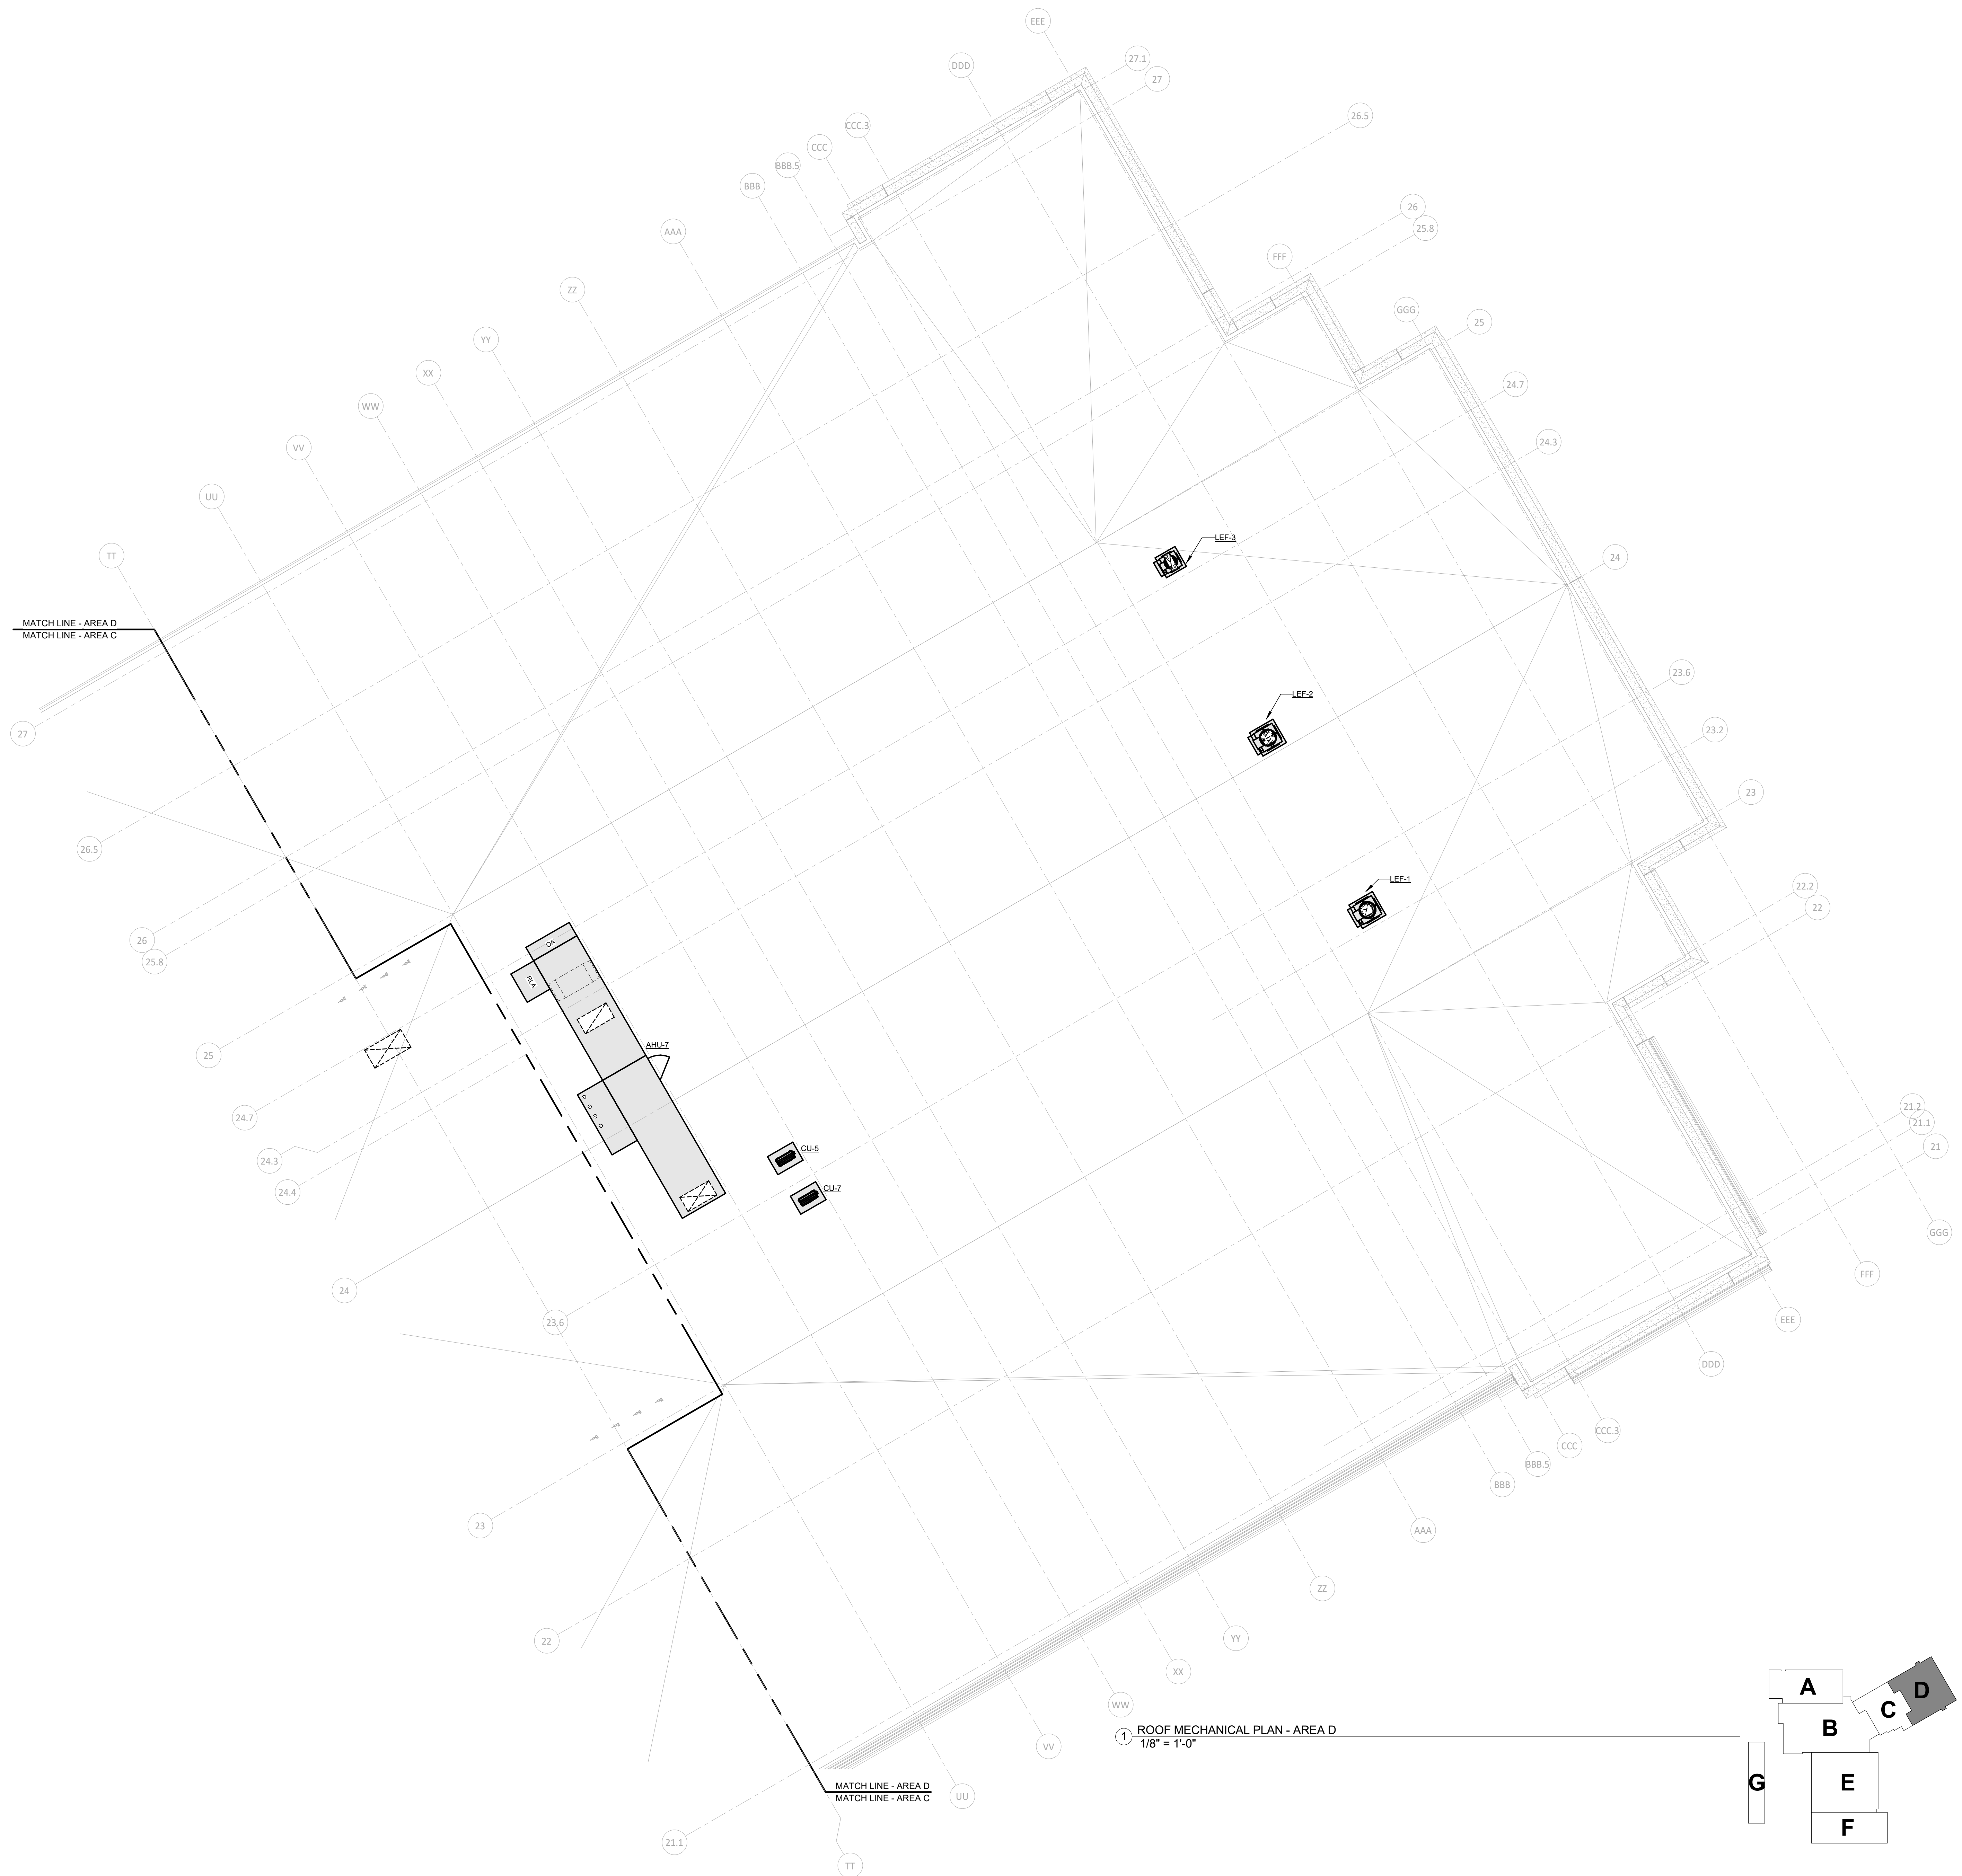 EEE
DDD
27.1
27
26.5
CCC.3
CCC
BBB.5
BBB
26
25.8
AAA
FFF
ZZ
GGG
25
YY
XX
24.7
WW
24.3
VV
UU
TT
LEF-3
24
MATCH LINE - AREA D
MATCH LINE - AREA C
23.6
LEF-2
23.2
27
23
26.5
LEF-1
22.2
22
26
25.8
OA
RLA
AHU-7
25
24.7
21.2
21.1
21
CU-5
24.3
24.4
CU-7
GGG
FFF
24
23.6
EEE
DDD
CCC.3
CCC
BBB.5
BBB
23
AAA
ZZ
22
YY
XX
WW
VV
UU
21.1
TT
1
ROOF MECHANICAL PLAN - AREA D
1/8" = 1'-0"
MATCH LINE - AREA D
MATCH LINE - AREA C
A
D
C
B
G
E
F